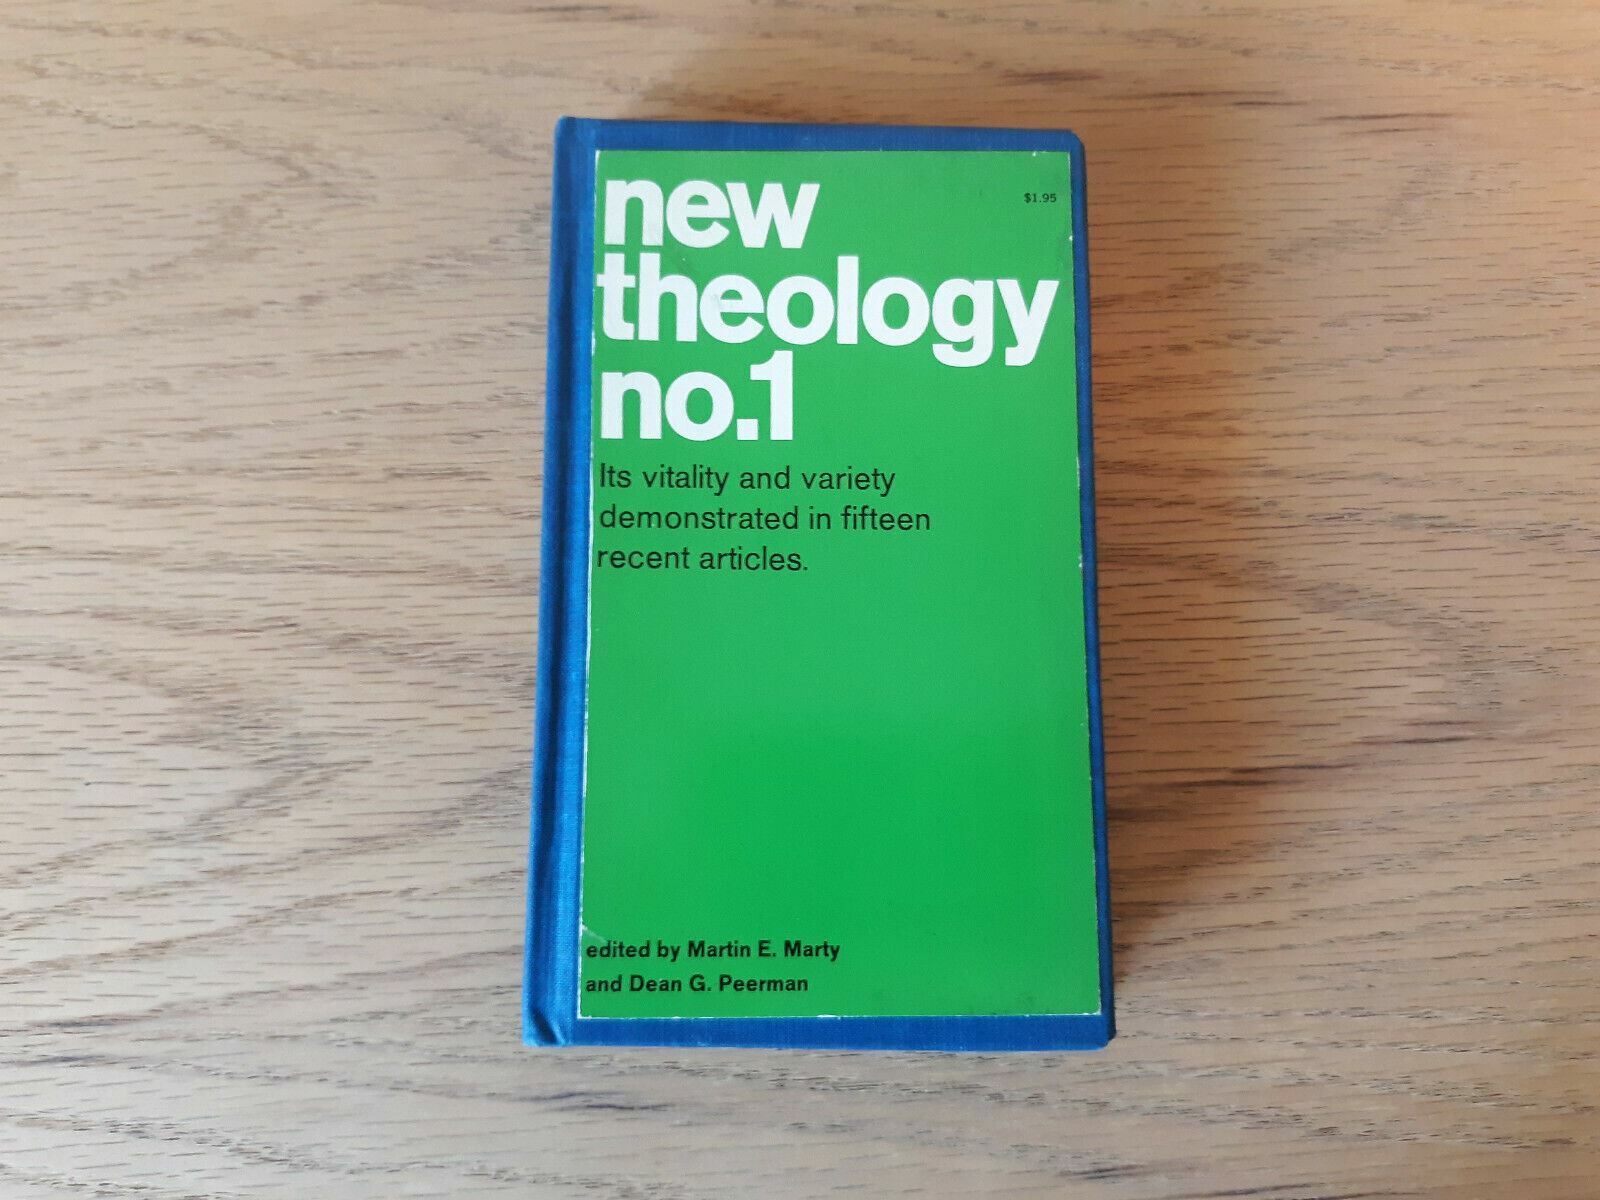 new
$1.95
theology
no.1
Its vitality and variety
demonstrated in fifteen
recent articles.
edited by Martin E. Marty
and Dean G. Peerman